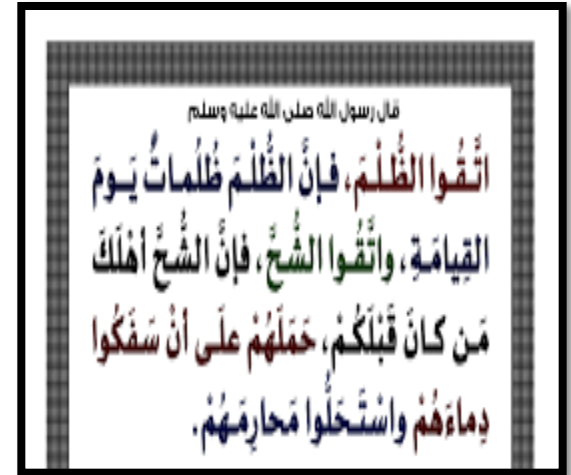 قال رسول الله صلى الله عليه وسلم
اتَّقُوا الظُّلْمَ، فإنَّ الظُّلْمَ ظُلُماتٌ يَومَ
القِيامَةِ، واتَّقُوا الشُّحَّ، فإنَّ الشُّحَّ أهْلَكَ
مَن كانَ قَبْلَكُمْ، حَمَلَهُمْ علَى أنْ سَفَكُوا
دِماءَهُمْ واسْتَحَلُّوا مَحارِمَهُمْ.